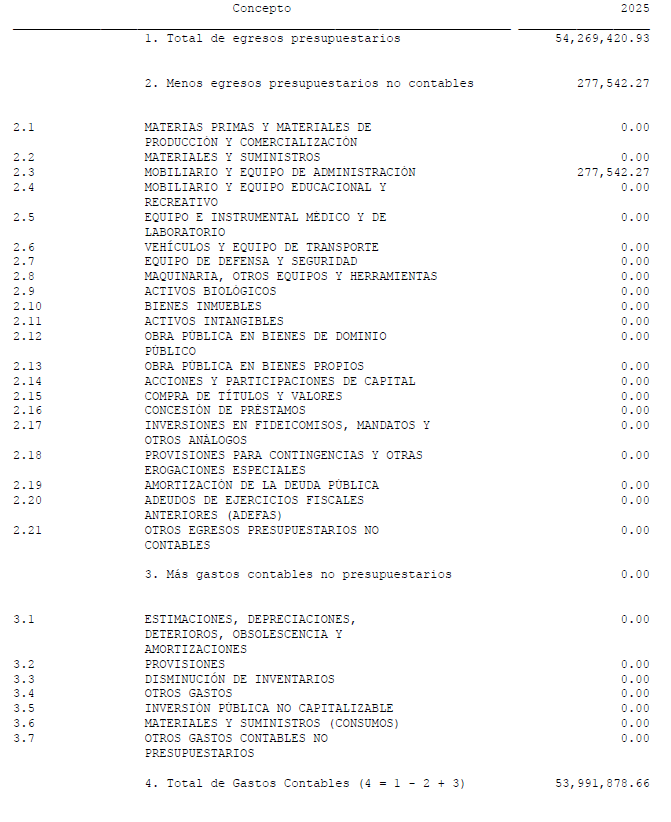 Concepto 2025
1. Total de egresos presupuestarios 54,269,420.93
2. Menos egresos presupuestarios no contables 277,542.27
2.1 MATERIAS PRIMAS Y MATERIALES DE 0.00
PRODUCCIÓN Y COMERCIALIZACIÓN
2.2 MATERIALES Y SUMINISTROS 0.00
2.3 MOBILIARIO Y EQUIPO DE ADMINISTRACIÓN 277,542.27
2.4 MOBILIARIO Y EQUIPO EDUCACIONAL Y 0.00
RECREATIVO
2.5 EQUIPO E INSTRUMENTAL MÉDICO Y DE 0.00
LABORATORIO
2.6 VEHÍCULOS Y EQUIPO DE TRANSPORTE 0.00
2.7 EQUIPO DE DEFENSA Y SEGURIDAD 0.00
2.8 MAQUINARIA, OTROS EQUIPOS Y HERRAMIENTAS 0.00
2.9 ACTIVOS BIOLÓGICOS 0.00
2.10 BIENES INMUEBLES 0.00
2.11 ACTIVOS INTANGIBLES 0.00
2.12 OBRA PÚBLICA EN BIENES DE DOMINIO 0.00
PÚBLICO
2.13 OBRA PÚBLICA EN BIENES PROPIOS 0.00
2.14 ACCIONES Y PARTICIPACIONES DE CAPITAL 0.00
2.15 COMPRA DE TÍTULOS Y VALORES 0.00
2.16 CONCESIÓN DE PRÉSTAMOS 0.00
2.17 INVERSIONES EN FIDEICOMISOS, MANDATOS Y 0.00
OTROS ANÁLOGOS
2.18 PROVISIONES PARA CONTINGENCIAS Y OTRAS 0.00
EROGACIONES ESPECIALES
2.19 AMORTIZACIÓN DE LA DEUDA PÚBLICA 0.00
2.20 ADEUDOS DE EJERCICIOS FISCALES 0.00
ANTERIORES (ADEFAS)
2.21 OTROS EGRESOS PRESUPUESTARIOS NO 0.00
CONTABLES
3. Más gastos contables no presupuestarios 0.00
3.1 ESTIMACIONES, DEPRECIACIONES, 0.00
DETERIOROS, OBSOLESCENCIA Y
AMORTIZACIONES
3.2 PROVISIONES 0.00
3.3 DISMINUCIÓN DE INVENTARIOS 0.00
3.4 OTROS GASTOS 0.00
3.5 INVERSIÓN PÚBLICA NO CAPITALIZABLE 0.00
3.6 MATERIALES Y SUMINISTROS (CONSUMOS) 0.00
3.7 OTROS GASTOS CONTABLES NO 0.00
PRESUPUESTARIOS
4. Total de Gastos Contables (4 = 1 - 2 + 3) 53,991,878.66